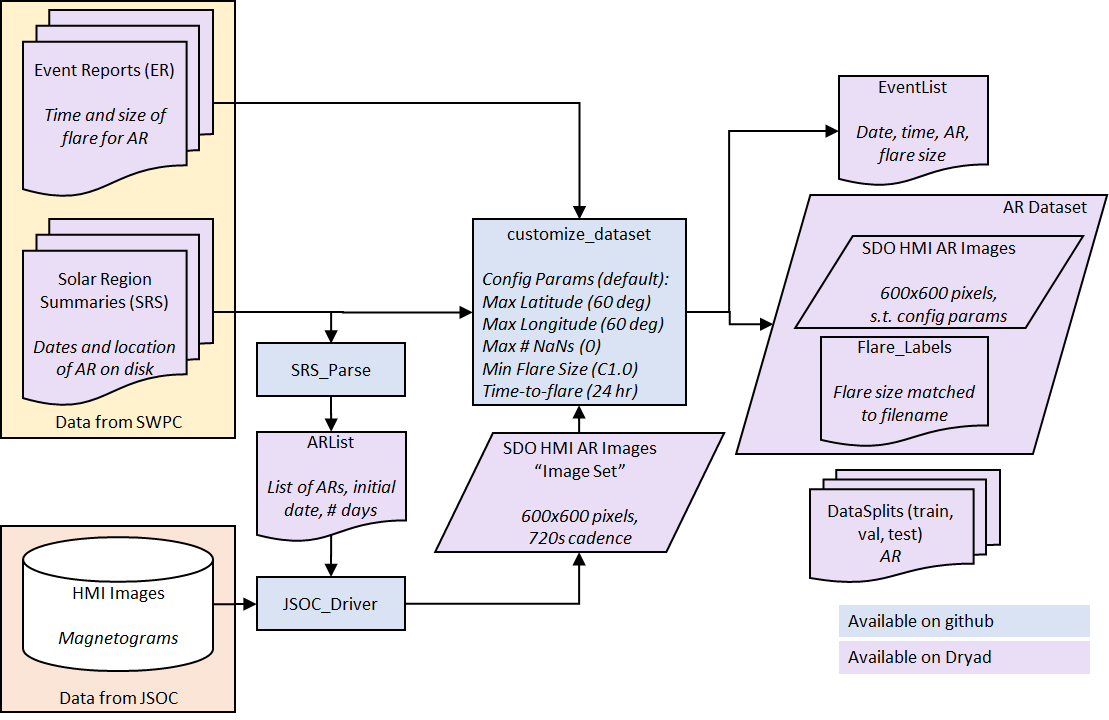 Event Reports (ER)
Time and size of
flare for AR
Solar Region
Summaries (SRS)
Dates and location
of AR on disk
Data from SWPC
HMI Images
Magnetograms
Data from JSOC
SRS_Parse
ARList
List of ARs, initial
date, # days
JSOC_Driver
customize_dataset
Config Params (default):
Max Latitude (60 deg)
Max Longitude (60 deg)
Max # NaNs (0)
Min Flare Size (C1.0)
Time-to-flare (24 hr)
SDO HMI AR Images
“Image Set”
600x600 pixels,
720s cadence
EventList
Date, time, AR,
flare size
AR Dataset
SDO HMI AR Images
600x600 pixels,
s.t. config params
Flare_Labels
Flare size matched
to filename
DataSplits (train,
val, test)
AR
Available on github
Available on Dryad